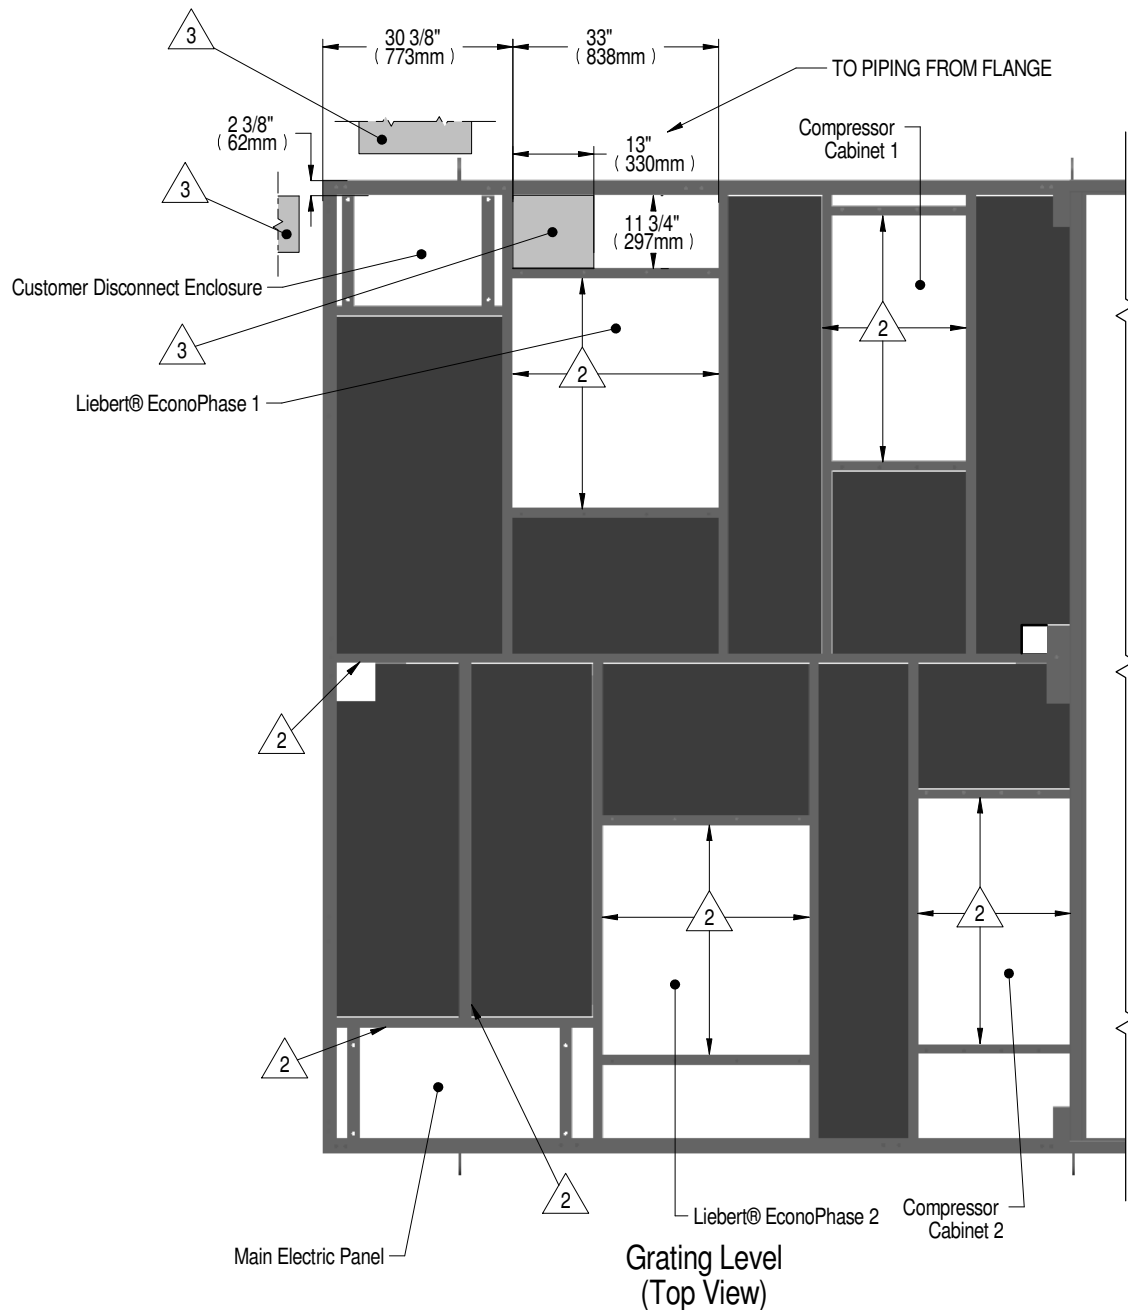 3
30 3/8"
(773mm)
33"
(838mm)
TO PIPING FROM FLANGE
2 3/8"
(62mm)
13"
(330mm)
Compressor
Cabinet 1
3
11 3/4"
(297mm)
Customer Disconnect Enclosure
3
2
2
Liebert® EconoPhase 1
2
2
2
2
2
Liebert® EconoPhase 2
Compressor
Cabinet 2
Main Electric Panel
Grating Level
(Top View)